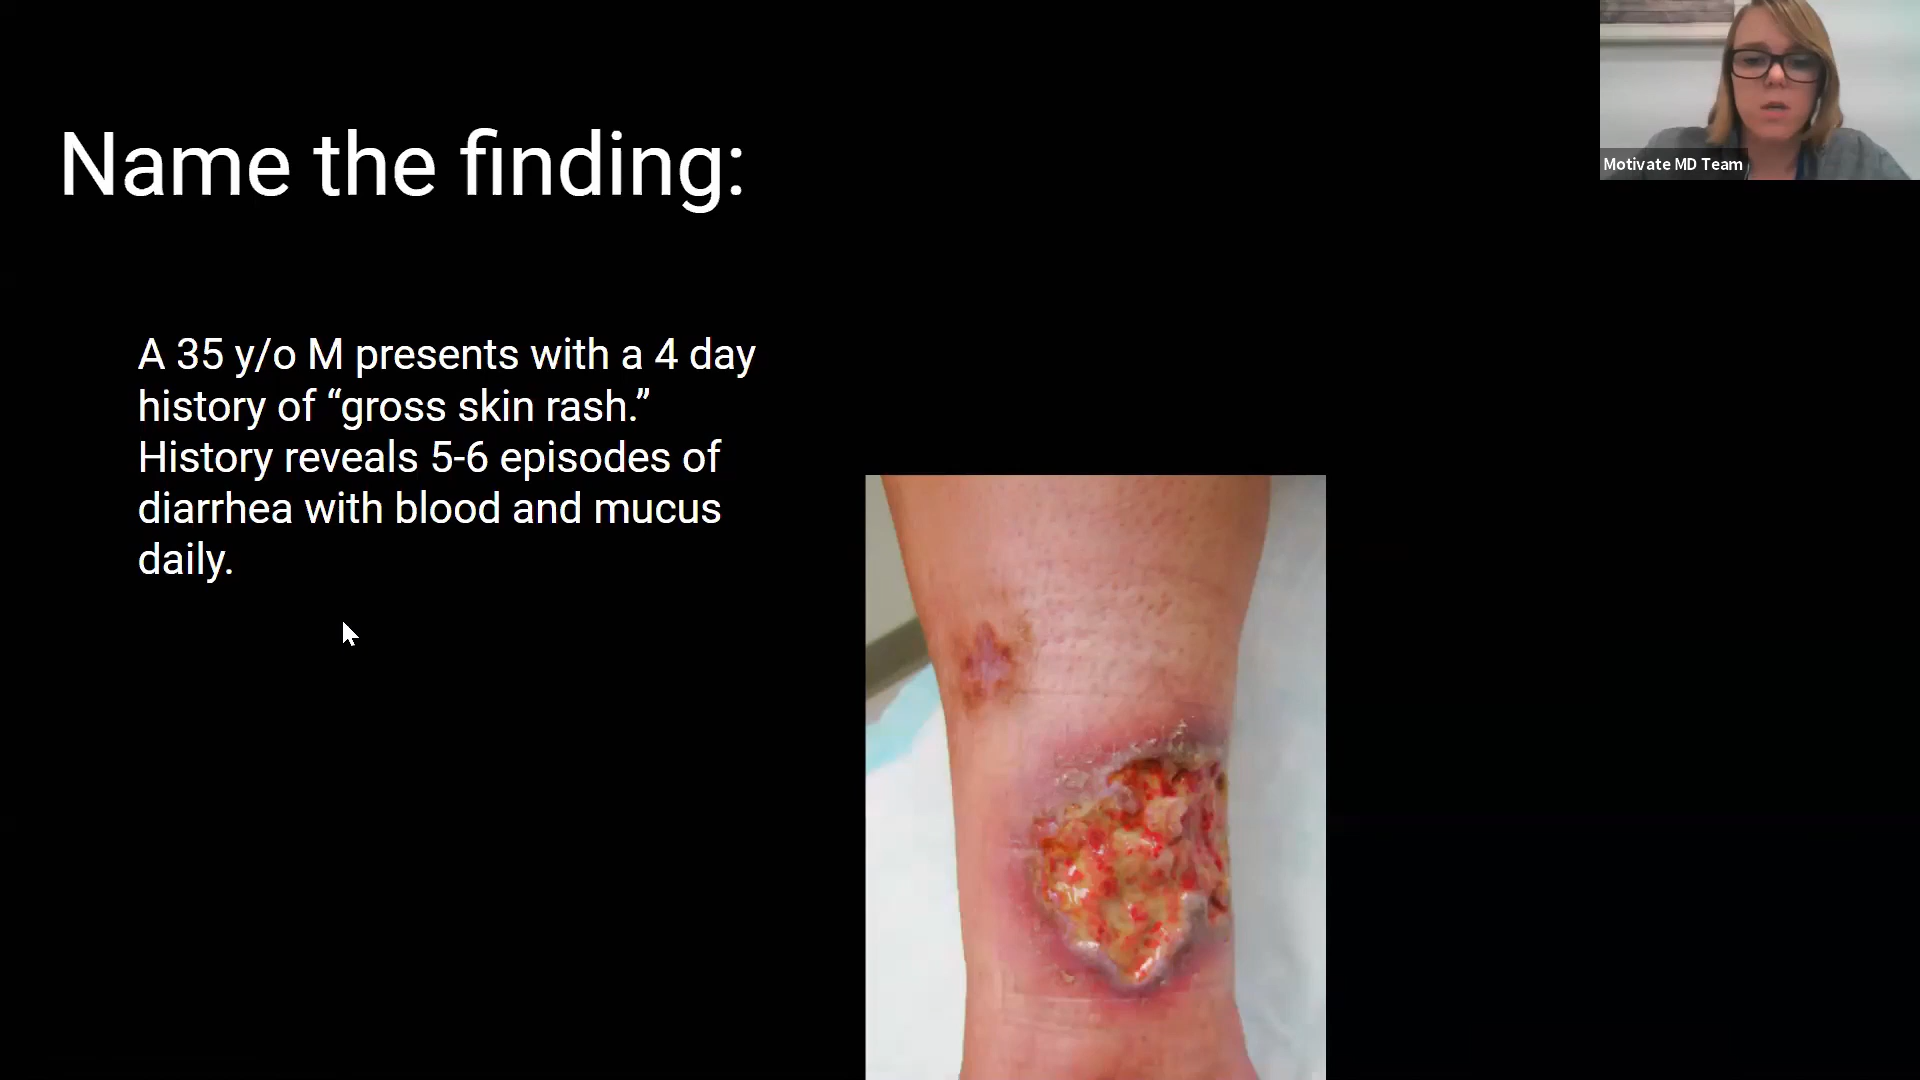 Motivate MD Team
Name the finding:
A 35 y/o M presents with a 4 day
history of “gross skin rash.”
History reveals 5-6 episodes of
diarrhea with blood and mucus
daily.